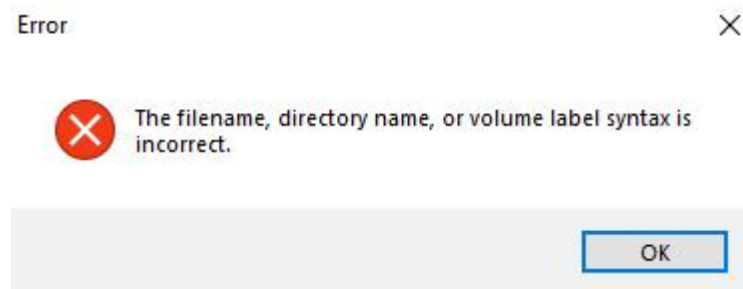 Error
The filename, directory name, or volume label syntax is
incorrect.
OK